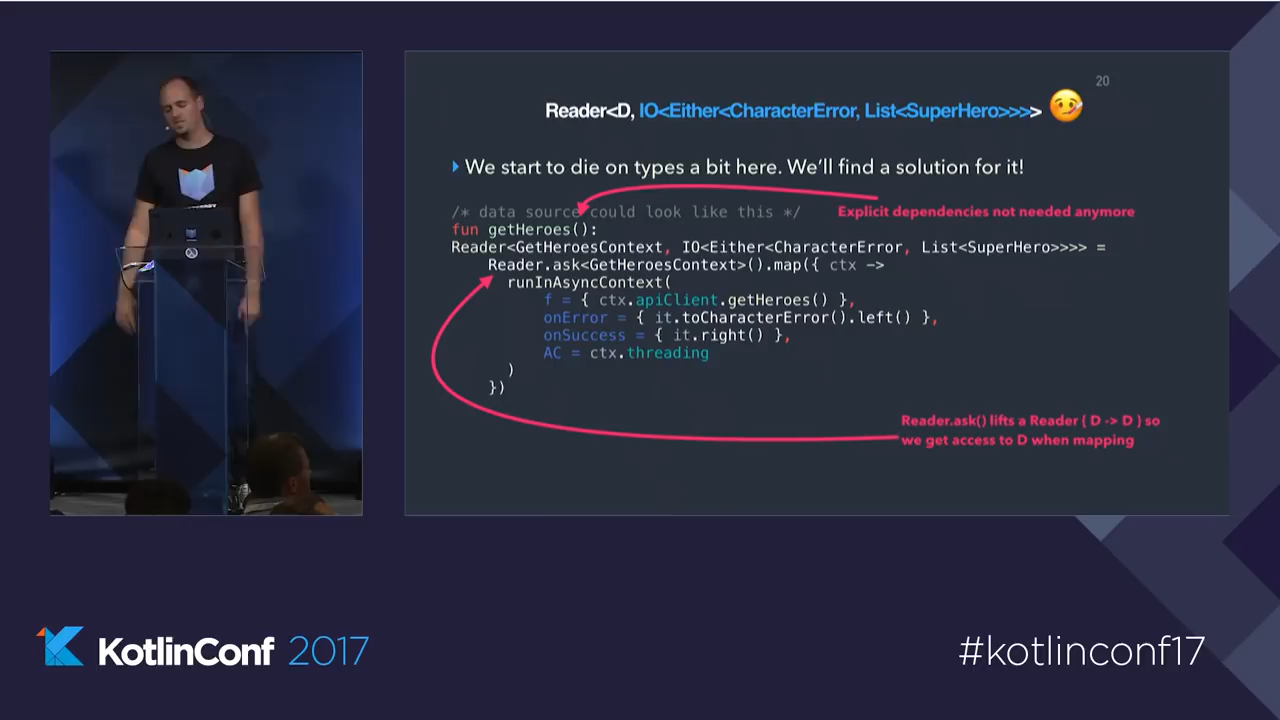 20
Reader<D, IO<Either<CharacterError, List<SuperHero>>>>
We start to die on types a bit here. We'll find a solution for it!
/* data source could look like this */
Explicit dependencies not needed anymore
fun getHeroes():
Reader<GetHeroesContext, IO<Either<CharacterError, List<SuperHero>>>> =
Reader.ask<GetHeroesContext>().map({ ctx ->
runInAsyncContext(
f = { ctx.apiClient.getHeroes() },
onError = { it.toCharacterError().left() },
onSuccess = { it.right() },
AC = ctx.threading
)
})
Reader.ask() lifts a Reader { D -> D } so
we get access to D when mapping
KotlinConf 2017
#kotlinconf17